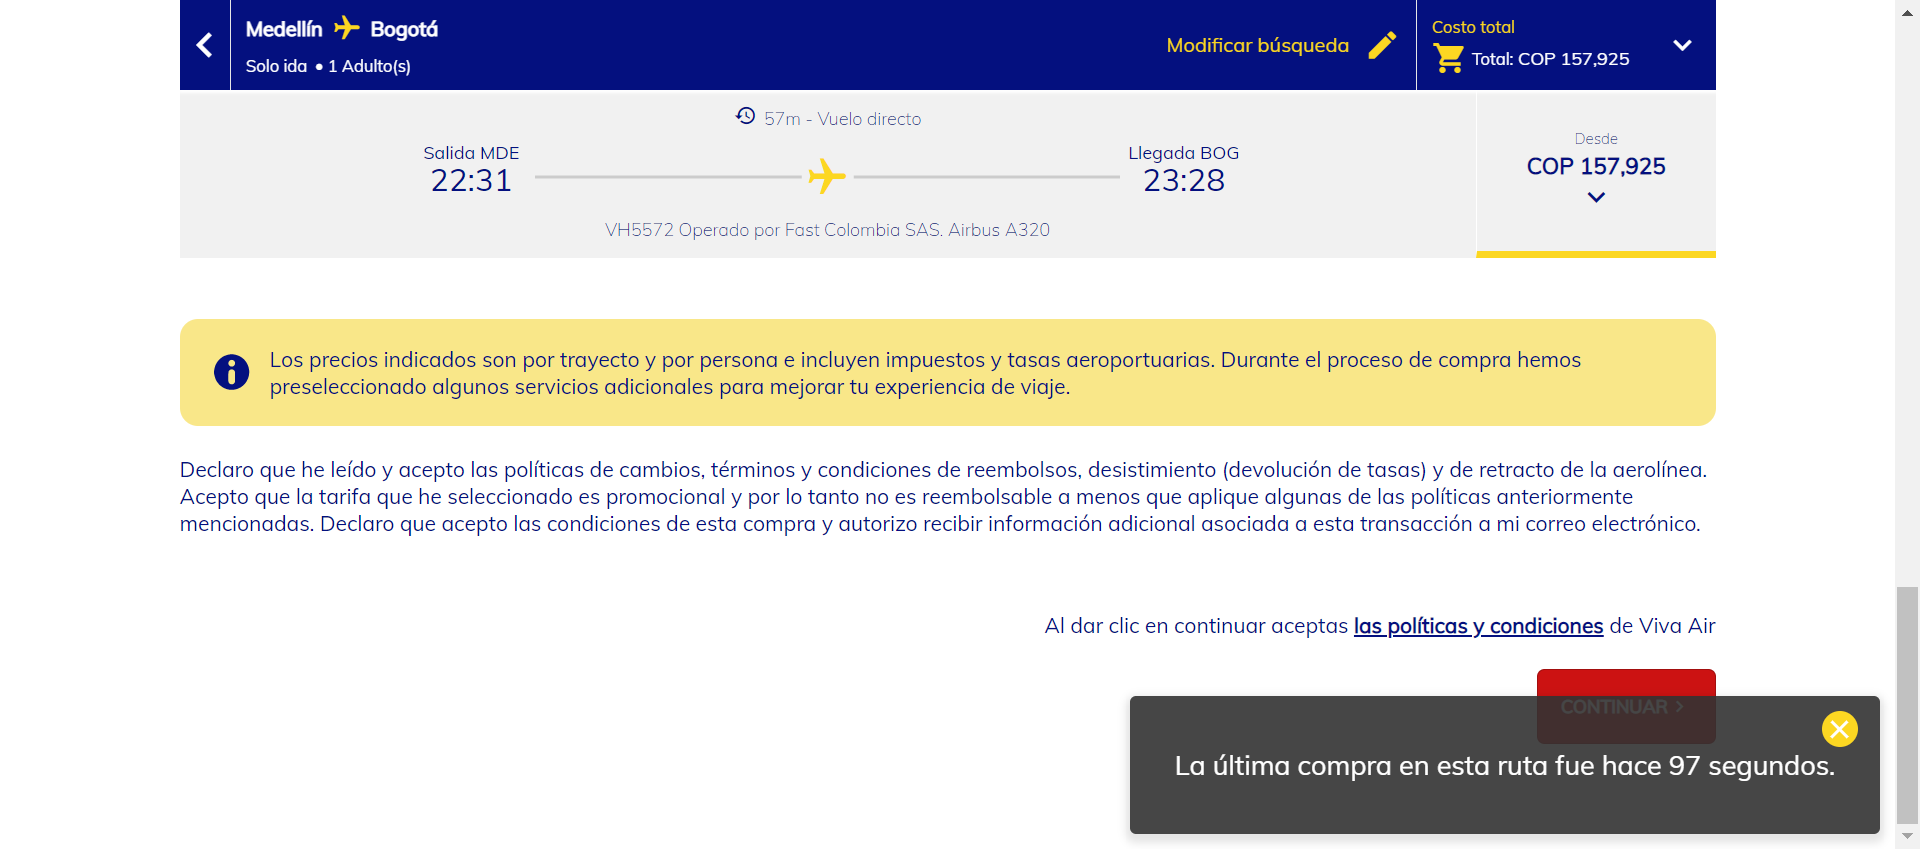 Medellín Bogotá
Solo ida • 1 Adulto(s)
Modificar búsqueda
Costo total
Total: COP 157,925
57m - Vuelo directo
Salida MDE
22:31
Llegada BOG
23:28
VH5572 Operado por Fast Colombia SAS. Airbus A320
Desde
COP 157,925
Los precios indicados son por trayecto y por persona e incluyen impuestos y tasas aeroportuarias. Durante el proceso de compra hemos
preseleccionado algunos servicios adicionales para mejorar tu experiencia de viaje.
Declaro que he leído y acepto las políticas de cambios, términos y condiciones de reembolsos, desistimiento (devolución de tasas) y de retracto de la aerolínea.
Acepto que la tarifa que he seleccionado es promocional y por lo tanto no es reembolsable a menos que aplique algunas de las políticas anteriormente
mencionadas. Declaro que acepto las condiciones de esta compra y autorizo recibir información adicional asociada a esta transacción a mi correo electrónico.
Al dar clic en continuar aceptas las políticas y condiciones de Viva Air
CONTINUAR >
La última compra en esta ruta fue hace 97 segundos.